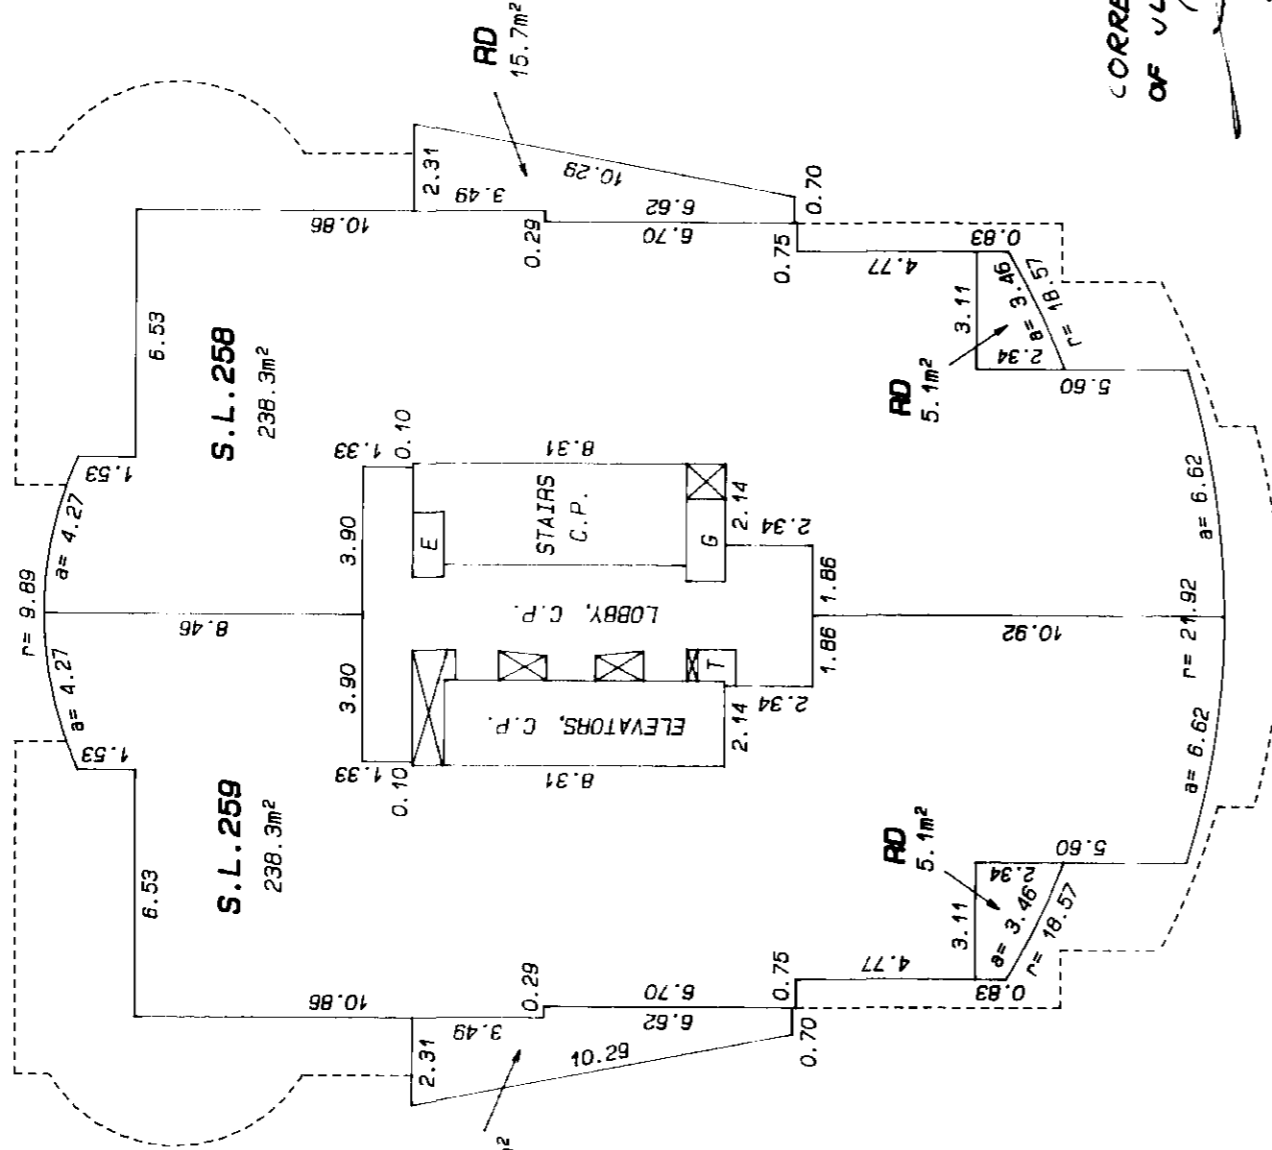 CORRE
OF
RD
15.7m²
r= 9.89
a= 4.27
a= 4.27
1.53
1.53
6.53
6.53
S.L.259
238.3m²
S.L.258
238.3m²
8.46
10.86
10.86
3.90
3.90
1.33
1.33
0.10
0.10
2.31
2.31
3.49
3.49
0.29
0.29
10.29
10.29
6.62
6.70
6.62
6.70
8.31
8.31
E
STAIRS
C.P.
LOBBY, C.P.
ELEVATORS, C.P.
G
T
2.14
2.14
2.34
2.34
1.86
1.86
0.70
0.75
0.75
0.70
4.77
4.77
10.92
RD
5.1m²
RD
5.1m²
3.11
3.11
2.34
2.34
0.83
0.83
a= 3.46
r= 18.57
a= 3.46
r= 18.57
5.60
5.60
a= 6.62
r= 21.92
a= 6.62
m²